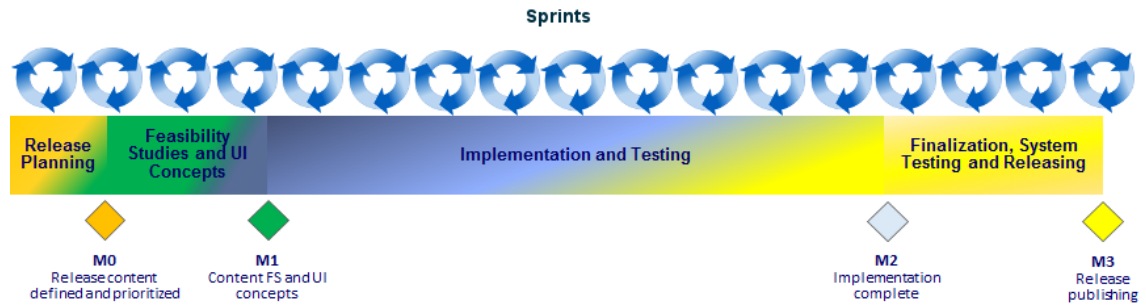 Sprints
Release
Planning
Feasibility
Studies and UI
Concepts
Implementation and Testing
Finalization, System
Testing and Releasing
M0
Release content
defined and prioritized
M1
Content FS and UI
concepts
M2
Implementation
complete
M3
Release
publishing